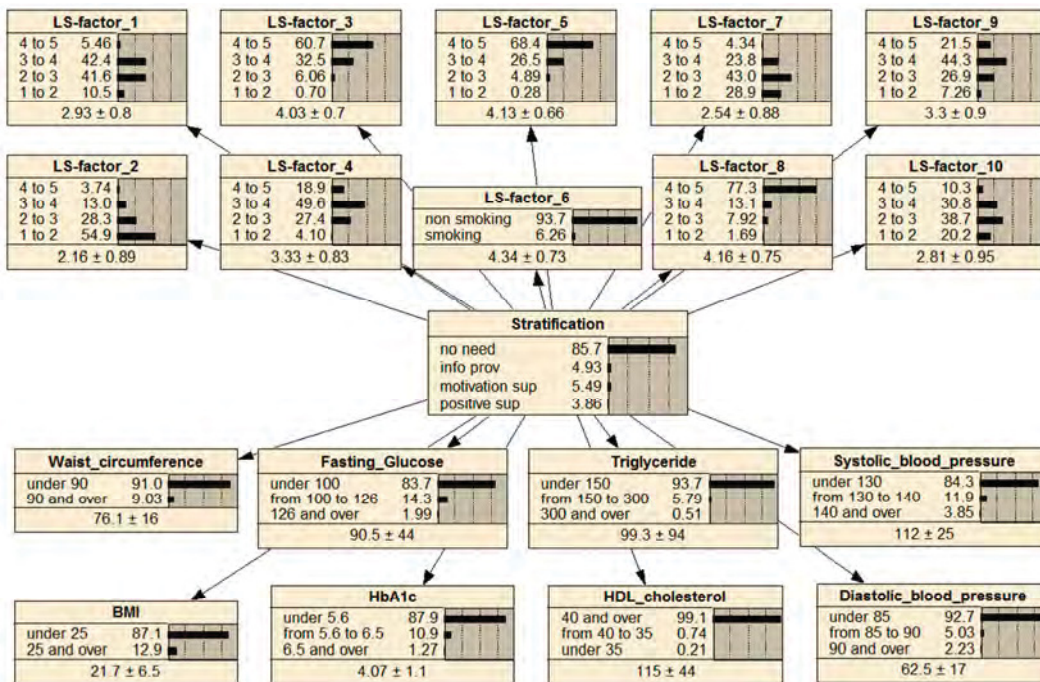 LS-factor_1
4 to 5 5.46
3 to 4 42.4
2 to 3 41.6
1 to 2 10.5
2.93 ± 0.8
LS-factor_3
4 to 5 60.7
3 to 4 32.5
2 to 3 6.06
1 to 2 0.70
4.03 ± 0.7
LS-factor_5
4 to 5 68.4
3 to 4 26.5
2 to 3 4.89
1 to 2 0.28
4.13 ± 0.66
LS-factor_7
4 to 5 4.34
3 to 4 23.8
2 to 3 43.0
1 to 2 28.9
2.54 ± 0.88
LS-factor_9
4 to 5 21.5
3 to 4 44.3
2 to 3 26.9
1 to 2 7.26
3.3 ± 0.9
LS-factor_2
4 to 5 3.74
3 to 4 13.0
2 to 3 28.3
1 to 2 54.9
2.16 ± 0.89
LS-factor_4
4 to 5 18.9
3 to 4 49.6
2 to 3 27.4
1 to 2 4.10
3.33 ± 0.83
LS-factor_6
non smoking 93.7
smoking 6.26
4.34 ± 0.73
LS-factor_8
4 to 5 77.3
3 to 4 13.1
2 to 3 7.92
1 to 2 1.69
4.16 ± 0.75
LS-factor_10
4 to 5 10.3
3 to 4 30.8
2 to 3 38.7
1 to 2 20.2
2.81 ± 0.95
Stratification
no need 85.7
info prov 4.93
motivation sup 5.49
positive sup 3.86
Waist_circumference
under 90 91.0
90 and over 9.03
76.1 ± 16
Fasting_Glucose
under 100 83.7
from 100 to 126 14.3
126 and over 1.99
90.5 ± 44
Triglyceride
under 150 93.7
from 150 to 300 5.79
300 and over 0.51
99.3 ± 94
Systolic_blood_pressure
under 130 84.3
from 130 to 140 11.9
140 and over 3.85
112 ± 25
BMI
under 25 87.1
25 and over 12.9
21.7 ± 6.5
HbA1c
under 5.6 87.9
from 5.6 to 6.5 10.9
6.5 and over 1.27
4.07 ± 1.1
HDL_cholesterol
40 and over 99.1
from 40 to 35 0.74
under 35 0.21
115 ± 44
Diastolic_blood_pressure
under 85 92.7
from 85 to 90 5.03
90 and over 2.23
62.5 ± 17